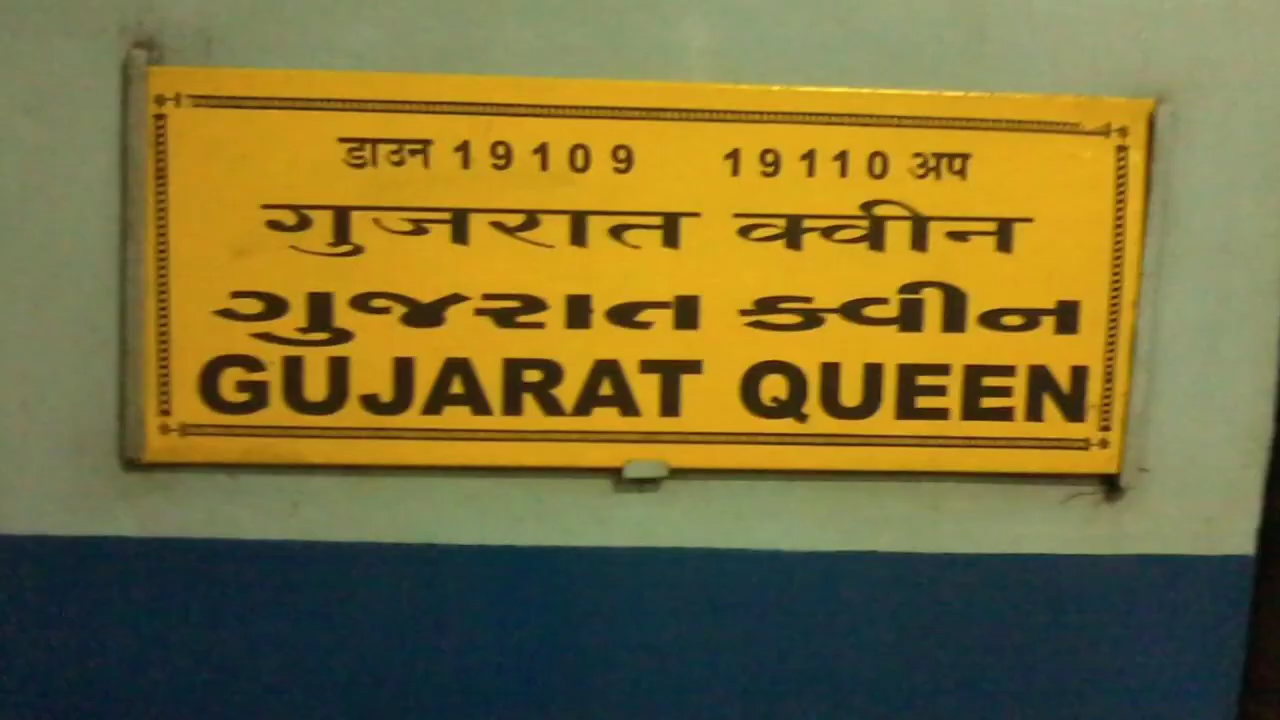 डाउन 19109 19110 अप
गुजरात क्वीन
ગુજરાત ક્વીન
GUJARAT QUEEN